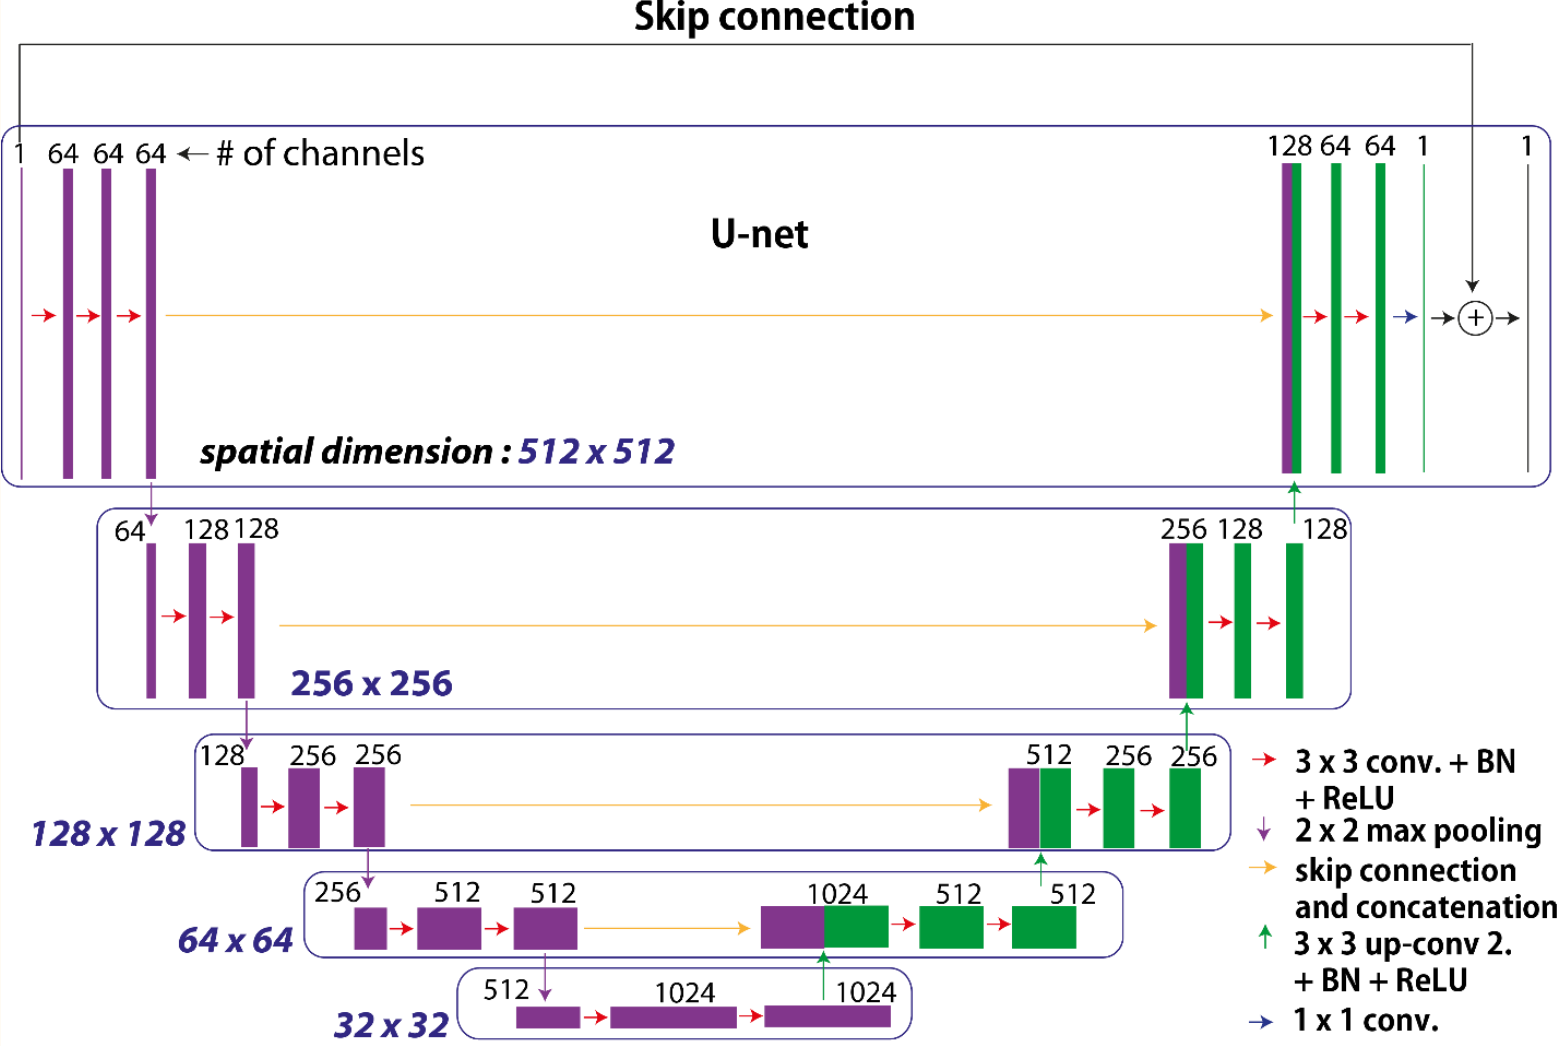 Skip connection
1 64 64 64 ← # of channels
128 64 64 1 1
U-net
+
spatial dimension : 512 x 512
64 128 128
256 128 128
256 x 256
128 256 256
512 256 256
128 x 128
256 512 512
1024 512 512
64 x 64
512 1024 1024
32 x 32
3 x 3 conv. + BN
+ ReLU
2 x 2 max pooling
skip connection
and concatenation
3 x 3 up-conv 2.
+ BN + ReLU
1 x 1 conv.